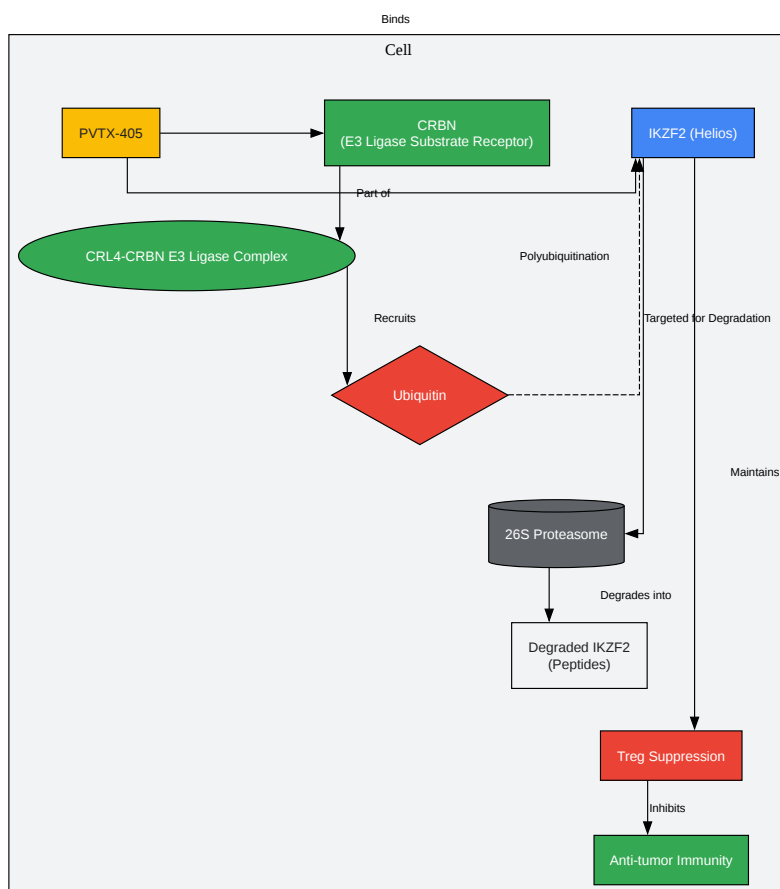 Binds
Cell
PVTX-405
CRBN
(E3 Ligase Substrate Receptor)
IKZF2 (Helios)
Part of
CRL4-CRBN E3 Ligase Complex
Polyubiquitination
Recruits
Targeted for Degradation
Ubiquitin
Maintains
26S Proteasome
Degrades into
Degraded IKZF2
(Peptides)
Treg Suppression
Inhibits
Anti-tumor Immunity